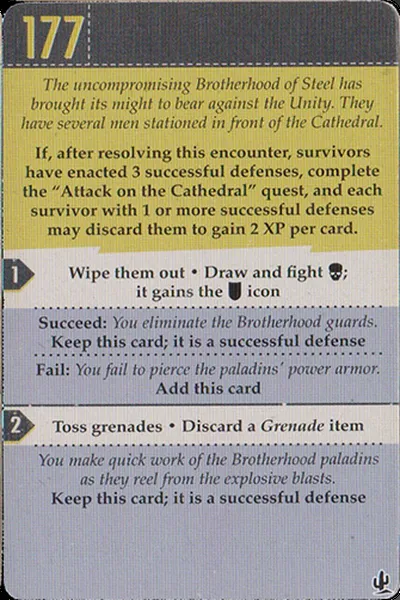 177
The uncompromising Brotherhood of Steel has
brought its might to bear against the Unity. They
have several men stationed in front of the Cathedral.
If, after resolving this encounter, survivors
have enacted 3 successful defenses, complete
the “Attack on the Cathedral” quest, and each
survivor with 1 or more successful defenses
may discard them to gain 2 XP per card.
1
Wipe them out • Draw and fight ;
it gains the icon
Succeed: You eliminate the Brotherhood guards.
Keep this card; it is a successful defense
Fail: You fail to pierce the paladins’ power armor.
Add this card
2
Toss grenades • Discard a Grenade item
You make quick work of the Brotherhood paladins
as they reel from the explosive blasts.
Keep this card; it is a successful defense